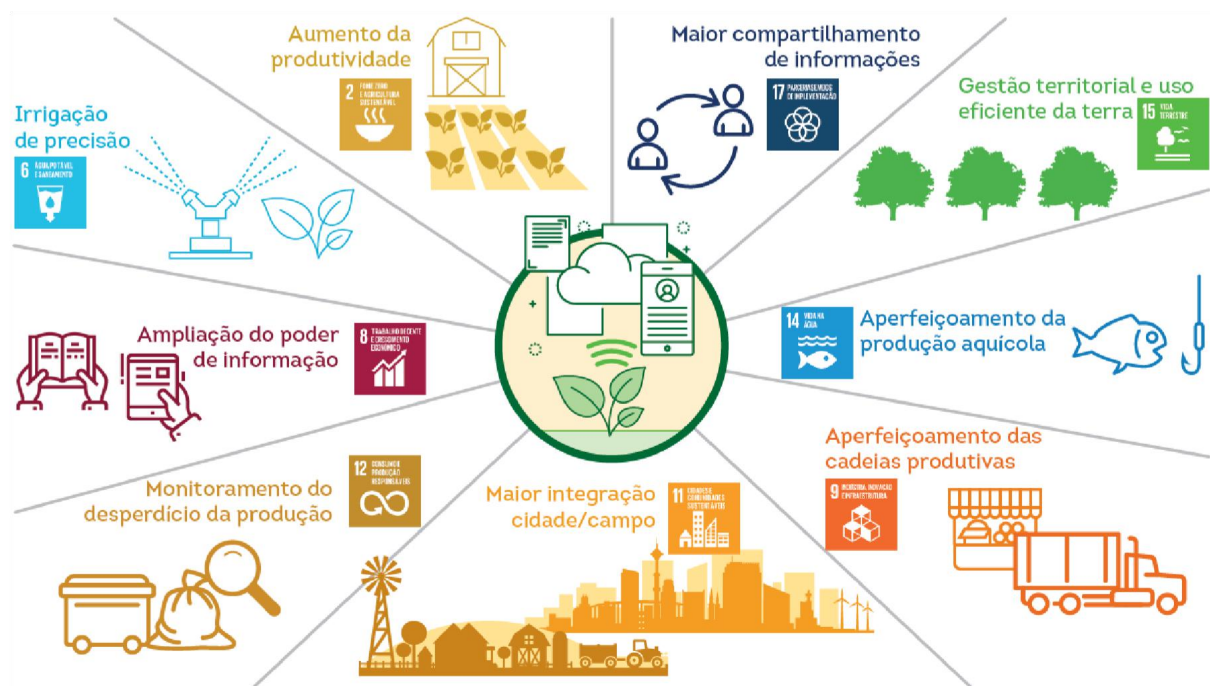 Aumento da
produtividade
2 FOME ZERO
E AGRICULTURA
SUSTENTÁVEL
Maior compartilhamento
de informações
17 PARCERIAS E MEIOS
DE IMPLEMENTAÇÃO
Gestão territorial e uso
eficiente da terra
15 VIDA
TERRESTRE
Irrigação
de precisão
6 ÁGUA POTÁVEL
E SANEAMENTO
Ampliação do poder
de informação
8 TRABALHO DECENTE
E CRESCIMENTO
ECONÔMICO
14 VIDA NA
ÁGUA
Aperfeiçoamento da
produção aquícola
Monitoramento do
desperdício da produção
12 CONSUMO E
PRODUÇÃO
RESPONSÁVEIS
Maior integração
cidade/campo
11 CIDADES E
COMUNIDADES
SUSTENTÁVEIS
Aperfeiçoamento das
cadeias produtivas
9 INDÚSTRIA, INOVAÇÃO
E INFRAESTRUTURA